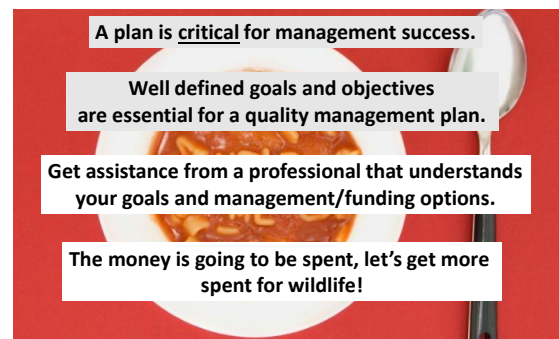 A plan is critical for management success.
Well defined goals and objectives
are essential for a quality management plan.
Get assistance from a professional that understands
your goals and management/funding options.
The money is going to be spent, let’s get more
spent for wildlife!